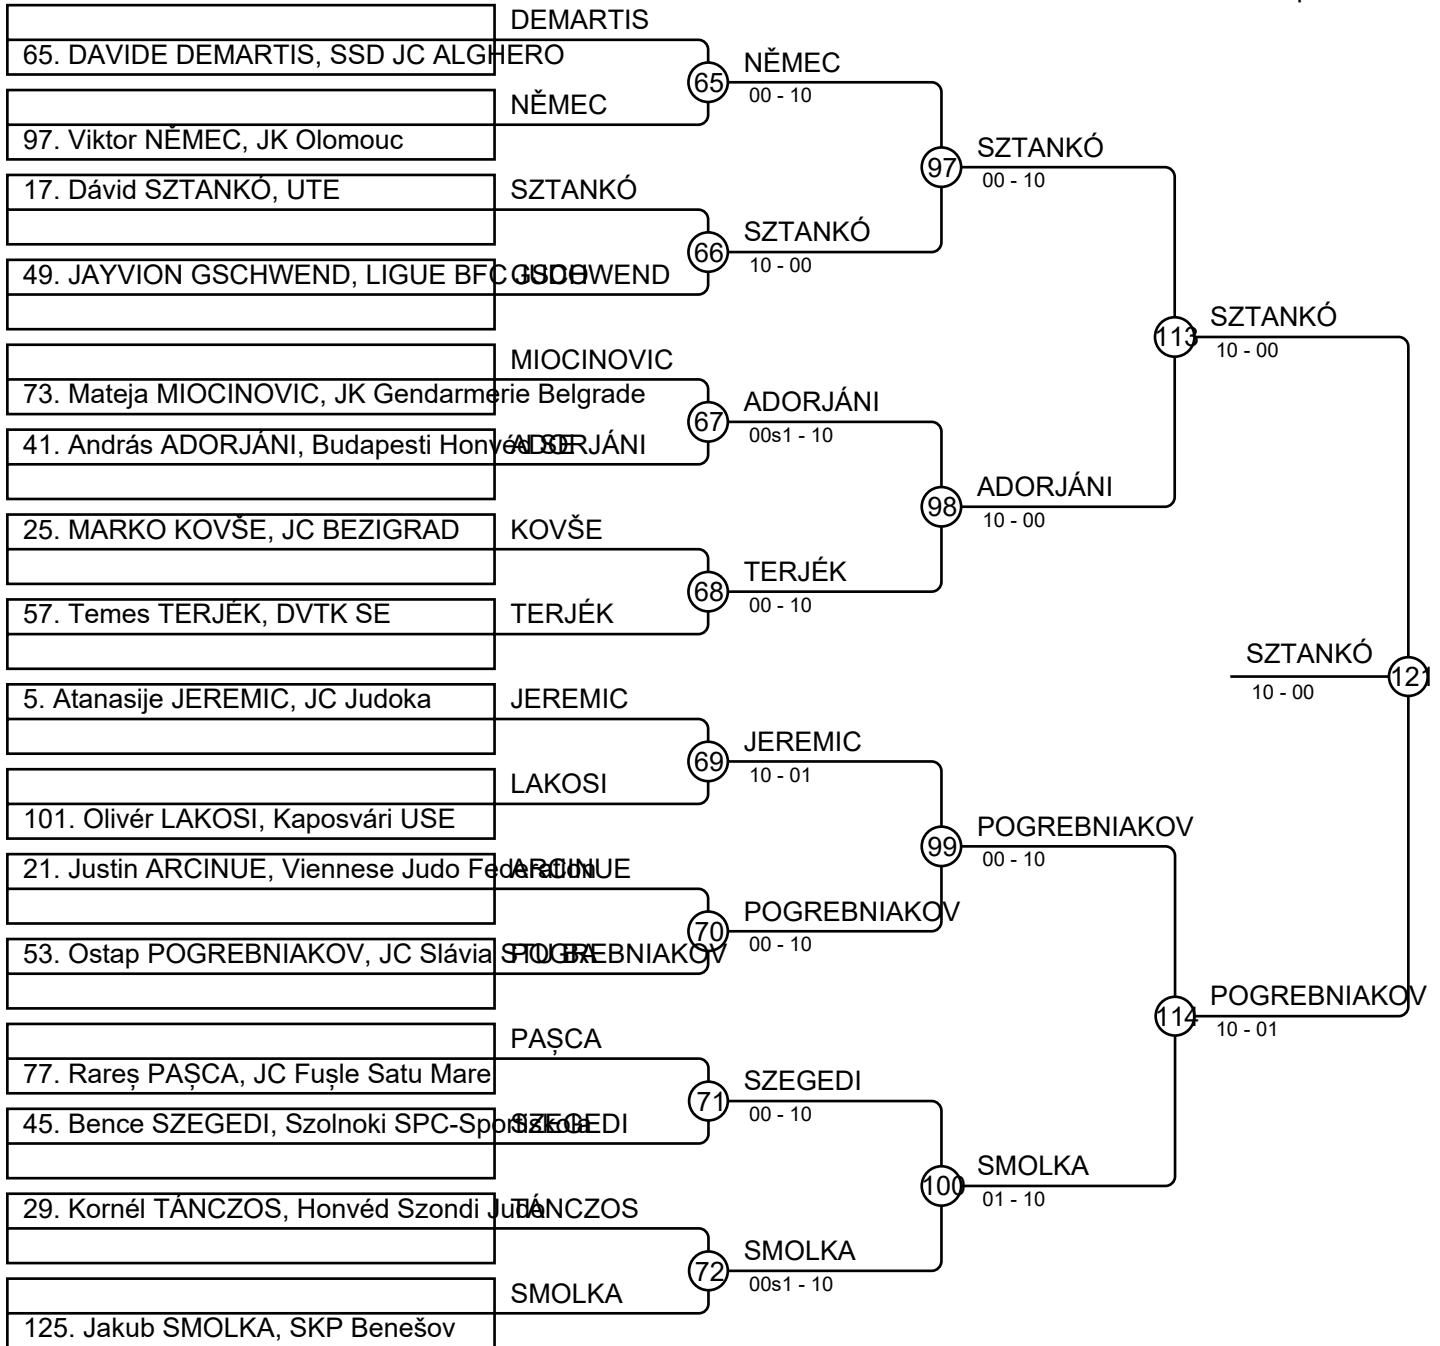 DEMARTIS
65. DAVIDE DEMARTIS, SSD JC ALGHERO
65
NĚMEC
00 - 10
NĚMEC
97. Viktor NĚMEC, JK Olomouc
97
SZTANKÓ
00 - 10
17. Dávid SZTANKÓ, UTE
SZTANKÓ
66
SZTANKÓ
10 - 00
49. JAYVION GSCHWEND, LIGUE BFC JUDO
GSCHWEND
113
SZTANKÓ
10 - 00
MIOCINOVIC
73. Mateja MIOCINOVIC, JK Gendarmerie Belgrade
67
ADORJÁNI
00s1 - 10
41. András ADORJÁNI, Budapesti Honvéd SE
ADORJÁNI
98
ADORJÁNI
10 - 00
25. MARKO KOVŠE, JC BEZIGRAD
KOVŠE
68
TERJÉK
00 - 10
57. Temes TERJÉK, DVTK SE
TERJÉK
SZTANKÓ
121
10 - 00
5. Atanasije JEREMIC, JC Judoka
JEREMIC
69
JEREMIC
10 - 01
LAKOSI
101. Olivér LAKOSI, Kaposvári USE
99
POGREBNIAKOV
00 - 10
21. Justin ARCINUE, Viennese Judo Federation
ARCINUE
70
POGREBNIAKOV
00 - 10
53. Ostap POGREBNIAKOV, JC Slávia STU BA
POGREBNIAKOV
114
POGREBNIAKOV
10 - 01
PAȘCA
77. Rareș PAȘCA, JC Fușle Satu Mare
71
SZEGEDI
00 - 10
45. Bence SZEGEDI, Szolnoki SPC-Sportiskola
SZEGEDI
100
SMOLKA
01 - 10
29. Kornél TÁNCZOS, Honvéd Szondi Judo
TÁNCZOS
72
SMOLKA
00s1 - 10
SMOLKA
125. Jakub SMOLKA, SKP Benešov